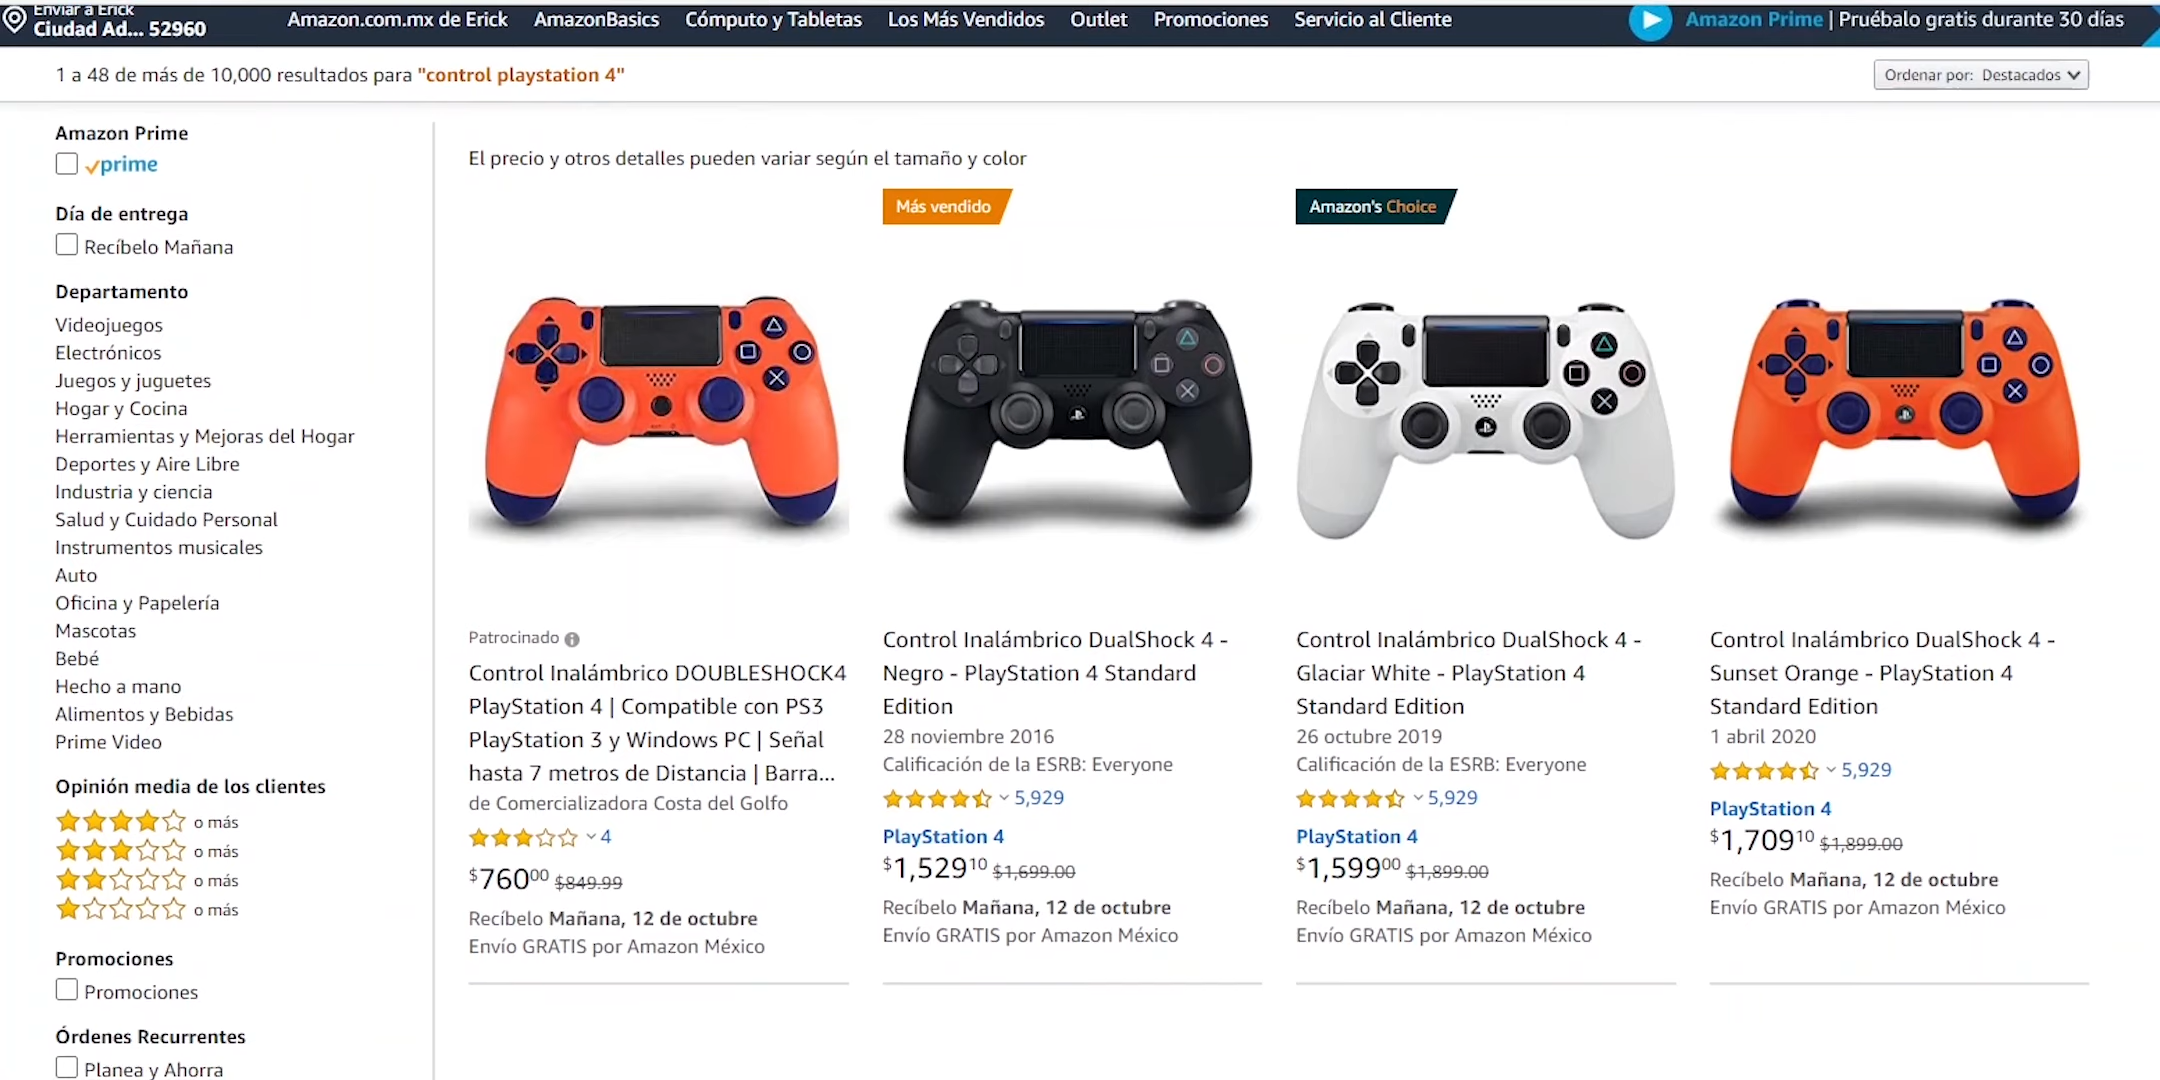 Enviar a Erick
Ciudad Ad... 52960
Amazon.com.mx de Erick AmazonBasics Cómputo y Tabletas Los Más Vendidos Outlet Promociones Servicio al Cliente
Amazon Prime | Pruébalo gratis durante 30 días
1 a 48 de más de 10,000 resultados para "control playstation 4"
Ordenar por: Destacados
Amazon Prime
prime
Día de entrega
Recíbelo Mañana
Departamento
Videojuegos
Electrónicos
Juegos y juguetes
Hogar y Cocina
Herramientas y Mejoras del Hogar
Deportes y Aire Libre
Industria y ciencia
Salud y Cuidado Personal
Instrumentos musicales
Auto
Oficina y Papelería
Mascotas
Bebé
Hecho a mano
Alimentos y Bebidas
Prime Video
Opinión media de los clientes
o más
o más
o más
o más
Promociones
Promociones
Órdenes Recurrentes
Planea y Ahorra
El precio y otros detalles pueden variar según el tamaño y color
Patrocinado
Control Inalámbrico DOUBLESHOCK4
PlayStation 4 | Compatible con PS3
PlayStation 3 y Windows PC | Señal
hasta 7 metros de Distancia | Barra...
de Comercializadora Costa del Golfo
4
$760.00 $849.99
Recíbelo Mañana, 12 de octubre
Envío GRATIS por Amazon México
Más vendido
Control Inalámbrico DualShock 4 -
Negro - PlayStation 4 Standard
Edition
28 noviembre 2016
Calificación de la ESRB: Everyone
5,929
PlayStation 4
$1,529.10 $1,699.00
Recíbelo Mañana, 12 de octubre
Envío GRATIS por Amazon México
Amazon's Choice
Control Inalámbrico DualShock 4 -
Glaciar White - PlayStation 4
Standard Edition
26 octubre 2019
Calificación de la ESRB: Everyone
5,929
PlayStation 4
$1,599.00 $1,899.00
Recíbelo Mañana, 12 de octubre
Envío GRATIS por Amazon México
Control Inalámbrico DualShock 4 -
Sunset Orange - PlayStation 4
Standard Edition
1 abril 2020
5,929
PlayStation 4
$1,709.10 $1,899.00
Recíbelo Mañana, 12 de octubre
Envío GRATIS por Amazon México